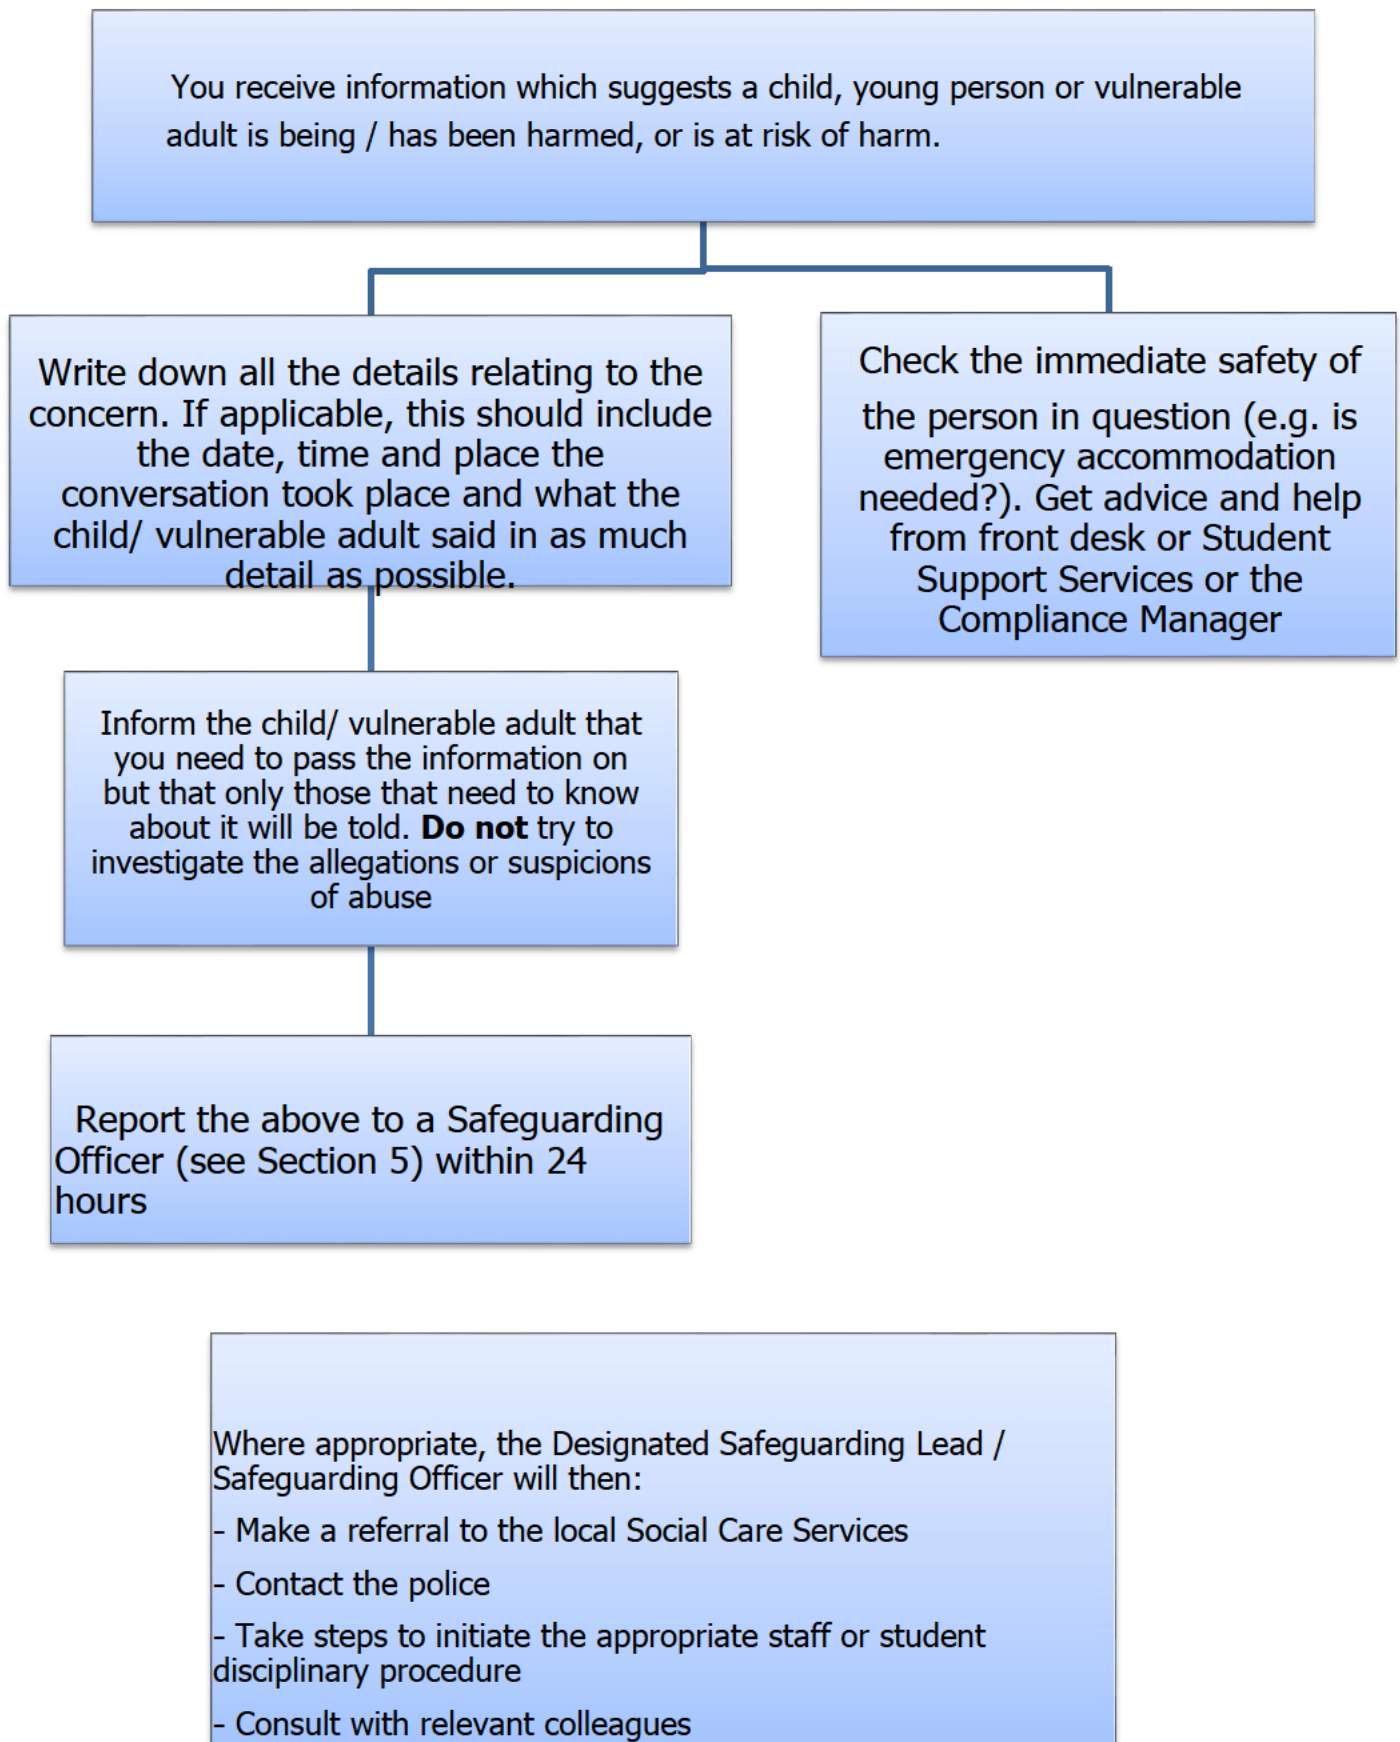 You receive information which suggests a child, young person or vulnerable
adult is being / has been harmed, or is at risk of harm.
Write down all the details relating to the
concern. If applicable, this should include
the date, time and place the
conversation took place and what the
child/ vulnerable adult said in as much
detail as possible.
Check the immediate safety of
the person in question (e.g. is
emergency accommodation
needed?). Get advice and help
from front desk or Student
Support Services or the
Compliance Manager
Inform the child/ vulnerable adult that
you need to pass the information on
but that only those that need to know
about it will be told. Do not try to
investigate the allegations or suspicions
of abuse
Report the above to a Safeguarding
Officer (see Section 5) within 24
hours
Where appropriate, the Designated Safeguarding Lead /
Safeguarding Officer will then:
- Make a referral to the local Social Care Services
- Contact the police
- Take steps to initiate the appropriate staff or student
disciplinary procedure
- Consult with relevant colleagues